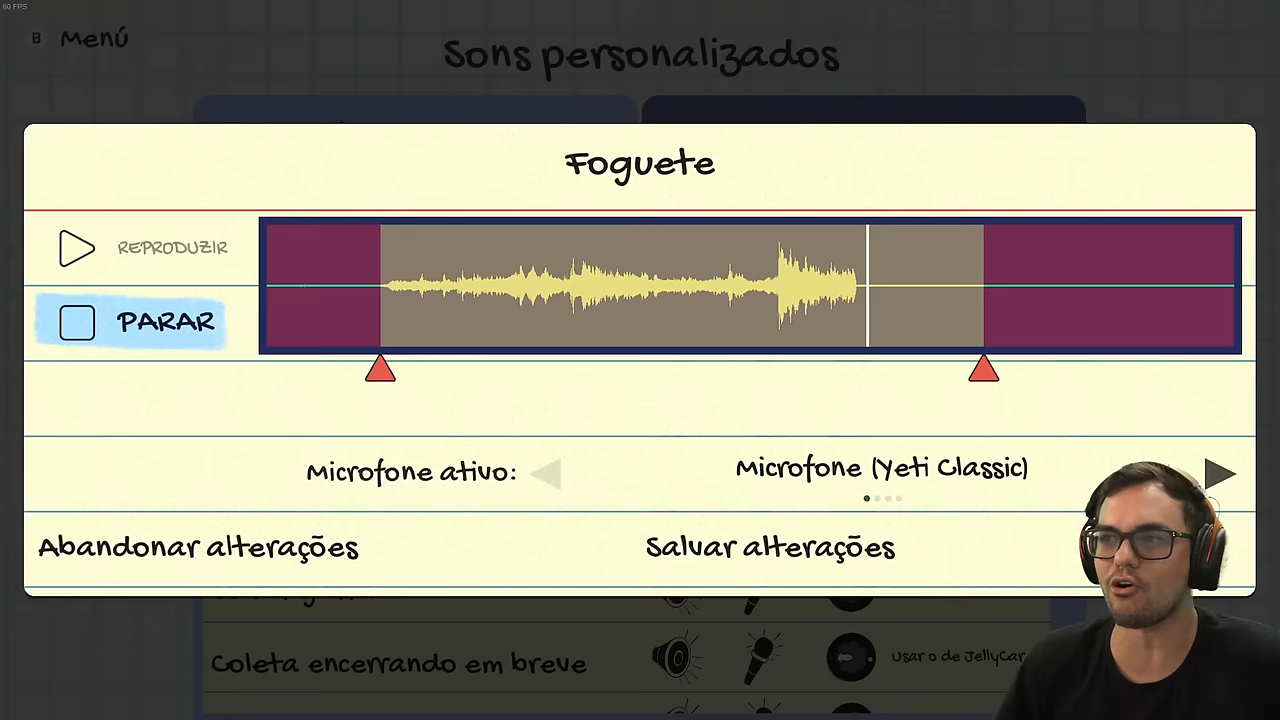 60 FPS
B Menú
Sons personalizados
Foguete
REPRODUZIR
PARAR
Microfone ativo:
Microfone (Yeti Classic)
Abandonar alterações
Salvar alterações
Coleta encerrando em breve
Usar o de JellyCar